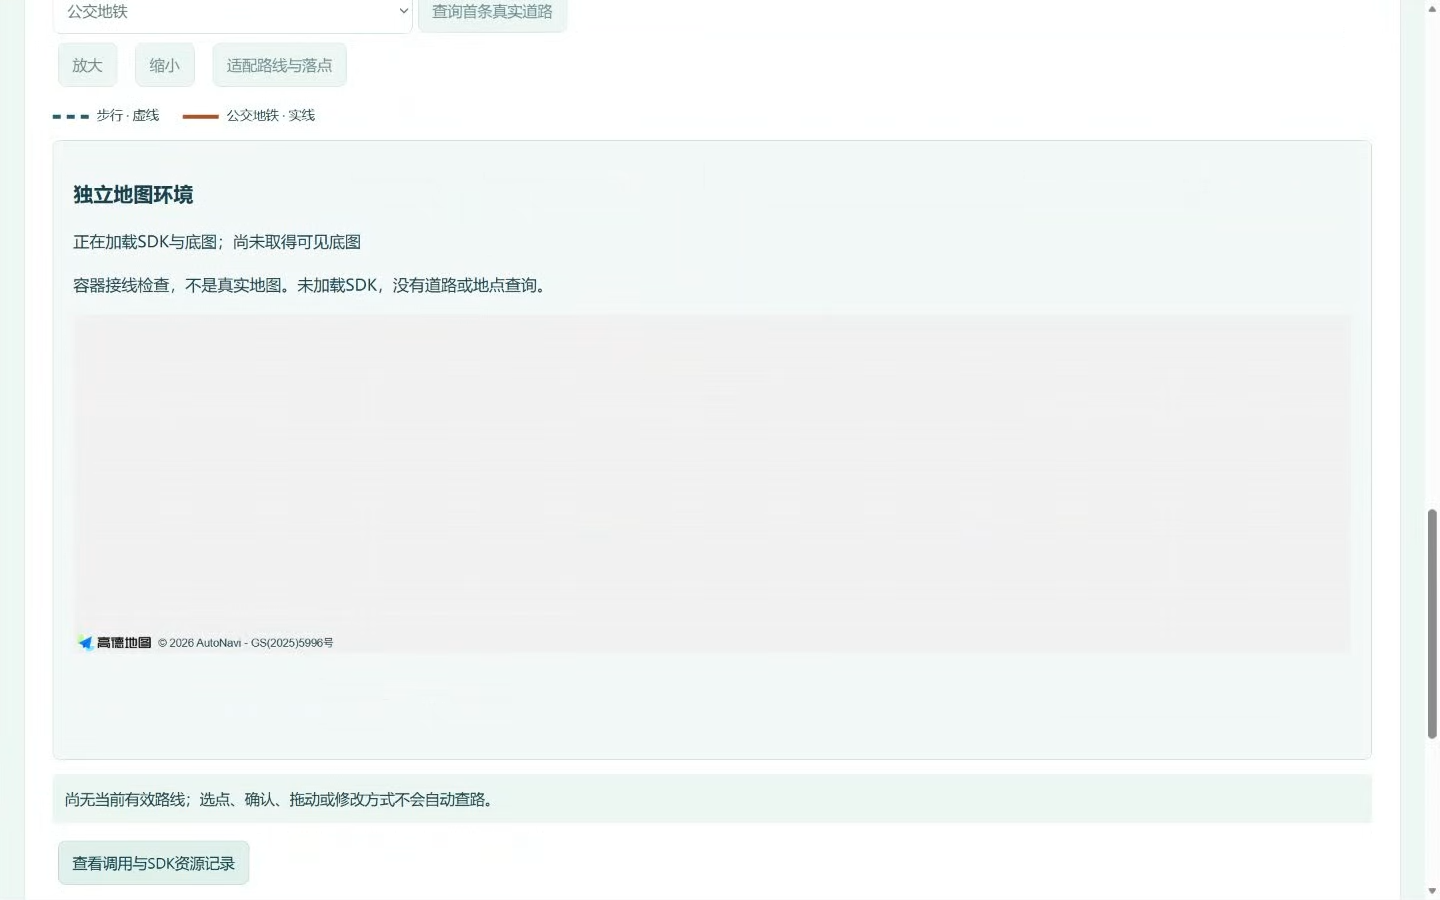 公交地铁
查询首条真实道路
放大
缩小
适配路线与落点
步行 · 虚线
公交地铁 · 实线
独立地图环境
正在加载SDK与底图；尚未取得可见底图
容器接线检查，不是真实地图。未加载SDK，没有道路或地点查询。
高德地图 © 2026 AutoNavi - GS(2025)5996号
尚无当前有效路线；选点、确认、拖动或修改方式不会自动查路。
查看调用与SDK资源记录